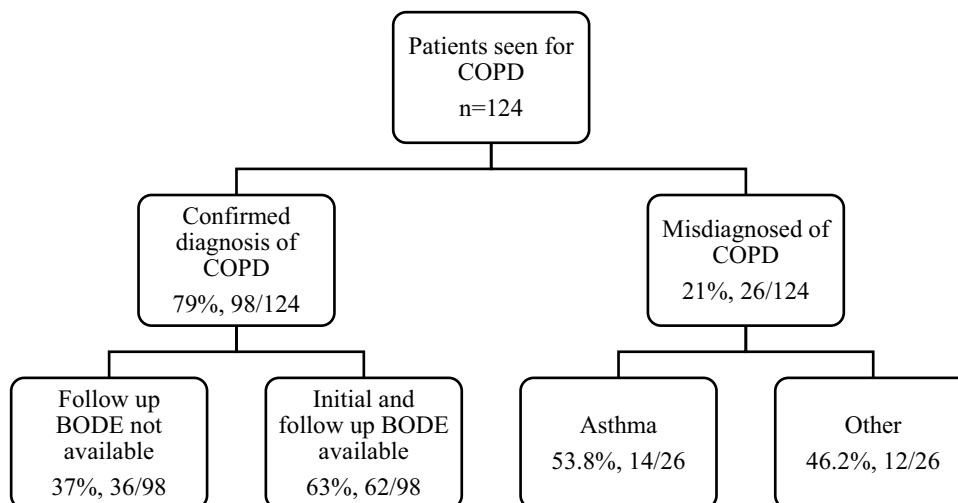 Patients seen for
COPD
n=124
Confirmed
diagnosis of
COPD
79%, 98/124
Misdiagnosed of
COPD
21%, 26/124
Follow up
BODE not
available
37%, 36/98
Initial and
follow up BODE
available
63%, 62/98
Asthma
53.8%, 14/26
Other
46.2%, 12/26